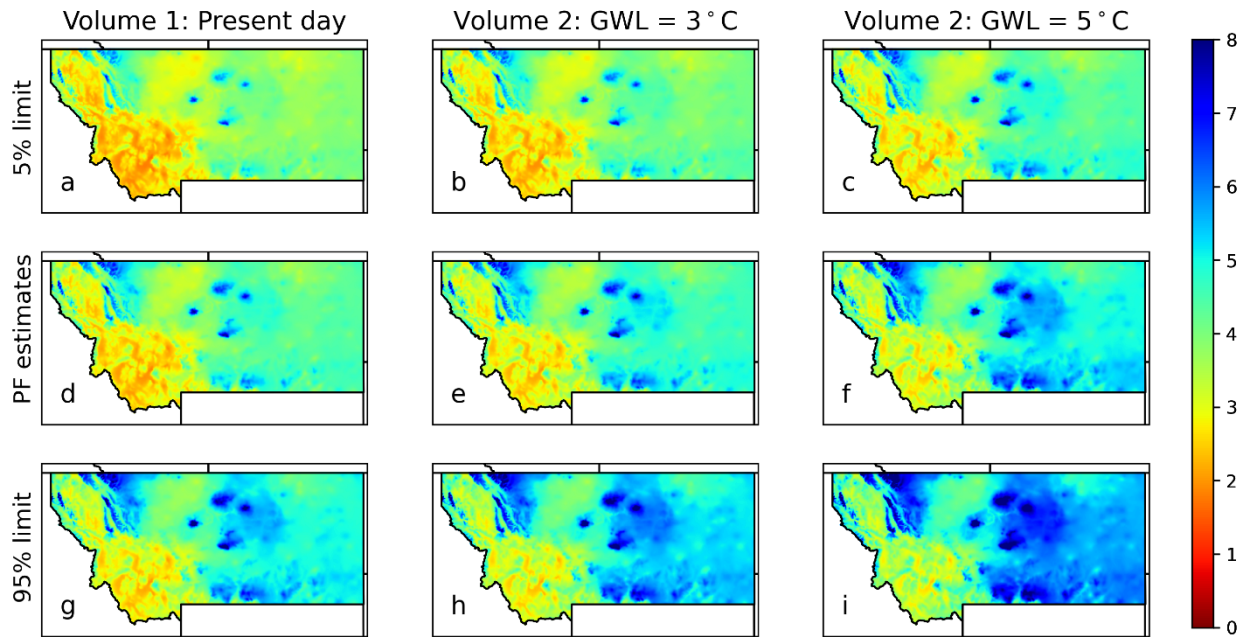 Volume 1: Present day
Volume 2: GWL = 3°C
Volume 2: GWL = 5°C
5% limit
a
b
c
PF estimates
d
e
f
95% limit
g
h
i
8
7
6
5
4
3
2
1
0